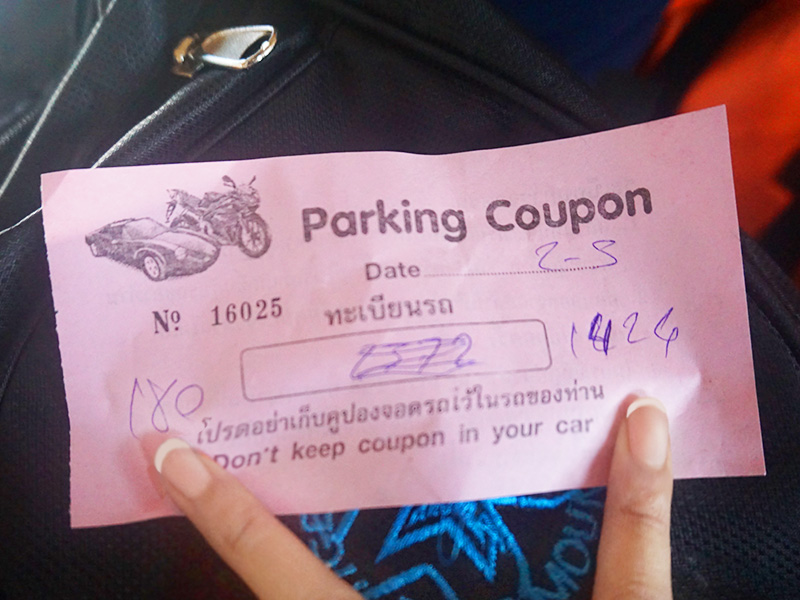 Parking Coupon
Date 2-5
Nº 16025 ทะเบียนรถ
1424
180
โปรดอย่าเก็บคูปองจอดรถไว้ในรถของท่าน
Don't keep coupon in your car